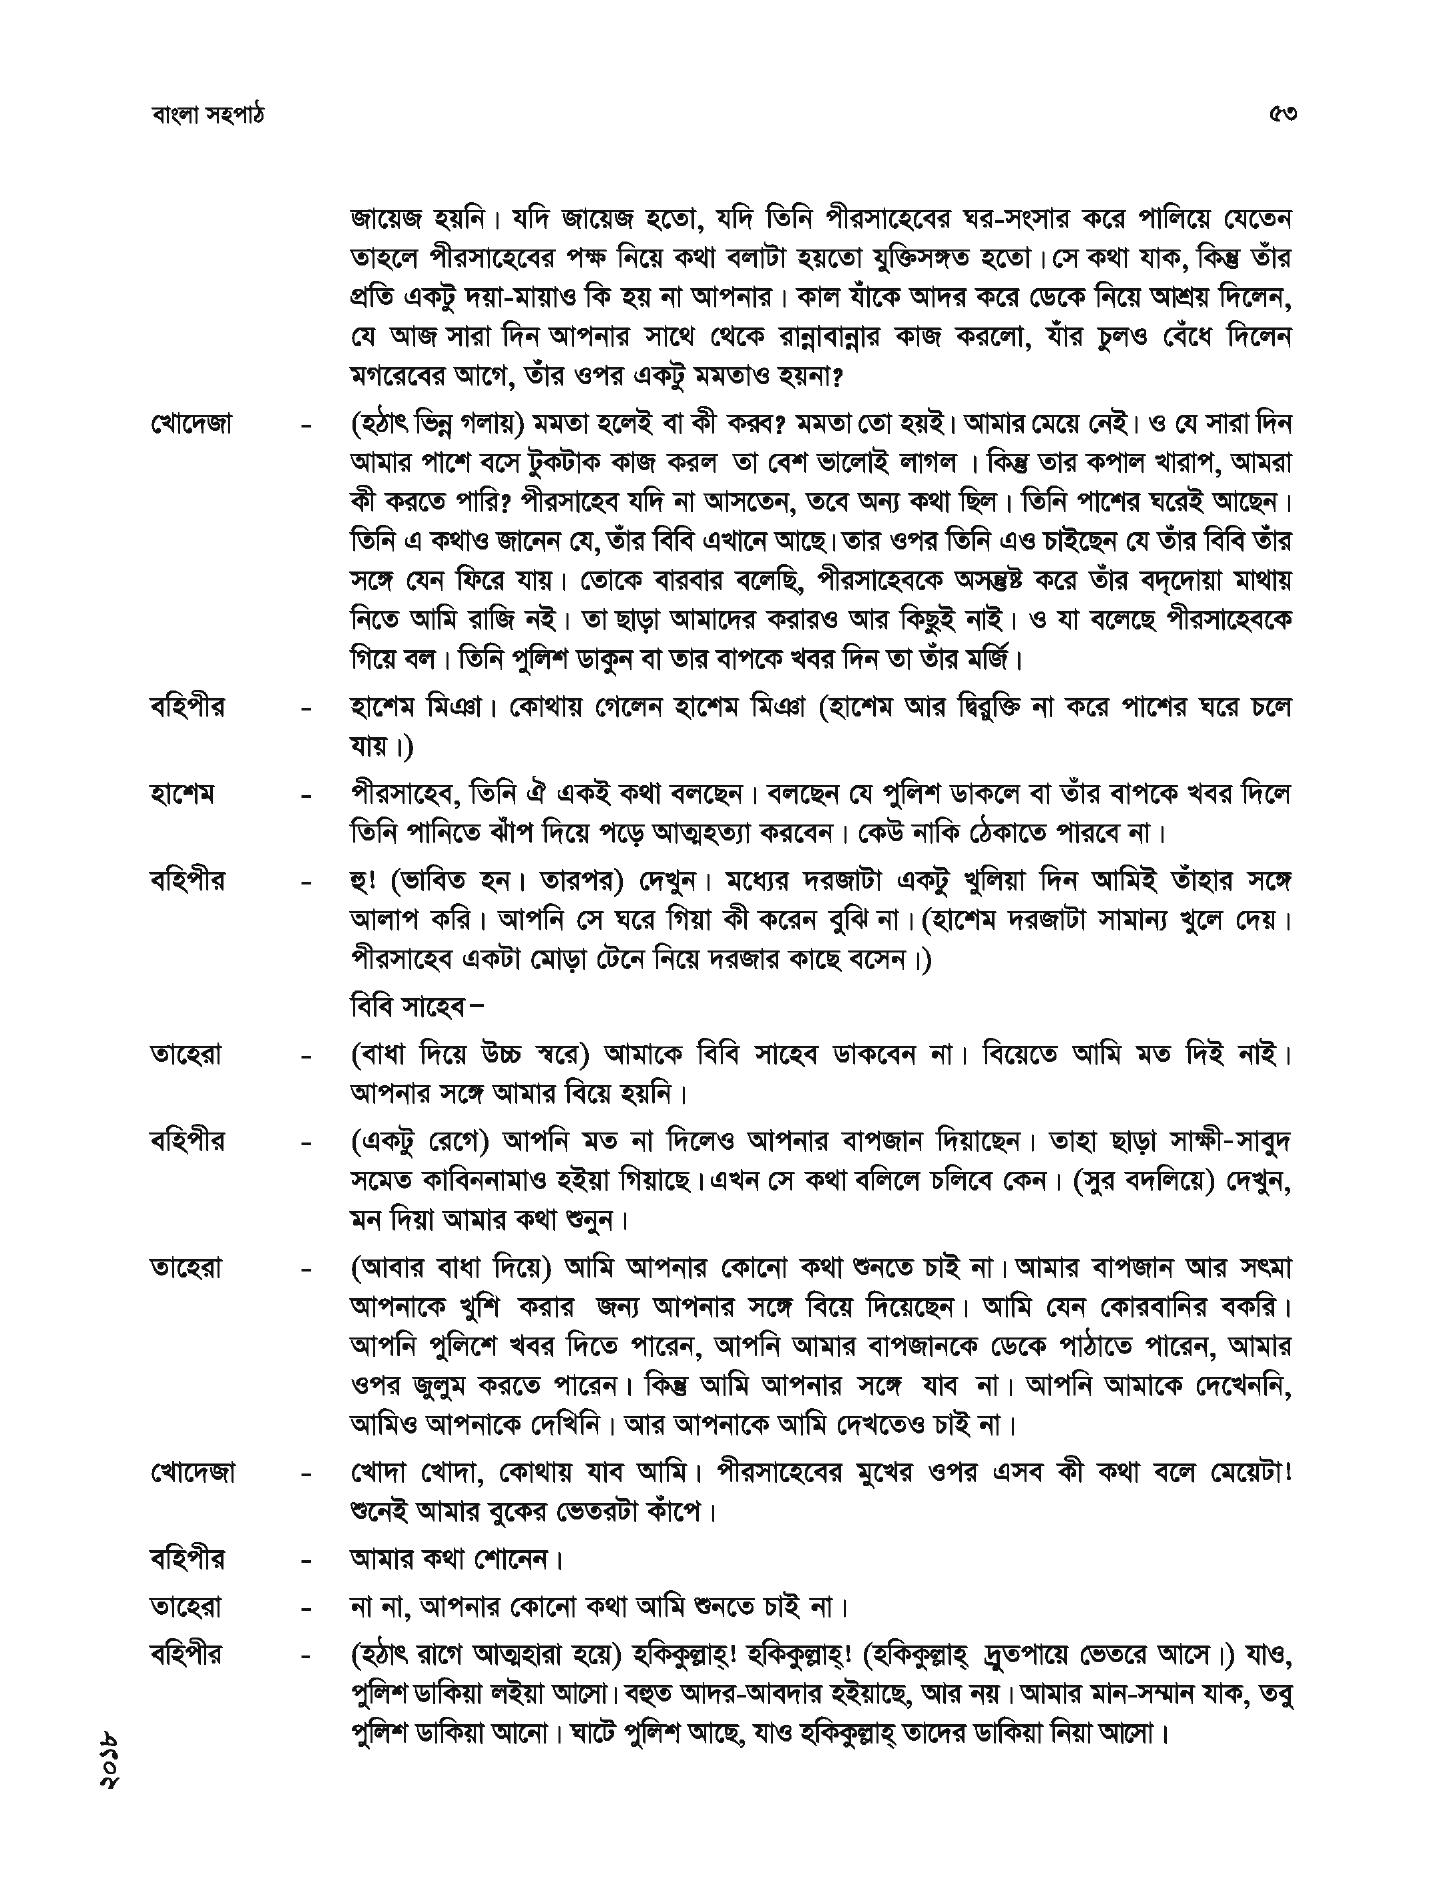 বাংলা সহপাঠ ৫৩
জায়েজ হয়নি। যদি জায়েজ হতো, যদি তিনি পীরসাহেবের ঘর-সংসার করে পালিয়ে যেতেন
তাহলে পীরসাহেবের পক্ষ নিয়ে কথা বলাটা হয়তো যুক্তিসঙ্গত হতো। সে কথা যাক, কিন্তু তাঁর
প্রতি একটু দয়া-মায়াও কি হয় না আপনার। কাল যাঁকে আদর করে ডেকে নিয়ে আশ্রয় দিলেন,
যে আজ সারা দিন আপনার সাথে থেকে রান্নাবান্নার কাজ করলো, যাঁর চুলও বেঁধে দিলেন
মগরেবের আগে, তাঁর ওপর একটু মমতাও হয়না?
খোদেজা - (হঠাৎ ভিন্ন গলায়) মমতা হলেই বা কী করব? মমতা তো হয়ই। আমার মেয়ে নেই। ও যে সারা দিন
আমার পাশে বসে টুকটাক কাজ করল তা বেশ ভালোই লাগল । কিন্তু তার কপাল খারাপ, আমরা
কী করতে পারি? পীরসাহেব যদি না আসতেন, তবে অন্য কথা ছিল। তিনি পাশের ঘরেই আছেন।
তিনি এ কথাও জানেন যে, তাঁর বিবি এখানে আছে। তার ওপর তিনি এও চাইছেন যে তাঁর বিবি তাঁর
সঙ্গে যেন ফিরে যায়। তোকে বারবার বলেছি, পীরসাহেবকে অসন্তুষ্ট করে তাঁর বদ্‌দোয়া মাথায়
নিতে আমি রাজি নই। তা ছাড়া আমাদের করারও আর কিছুই নাই। ও যা বলেছে পীরসাহেবকে
গিয়ে বল। তিনি পুলিশ ডাকুন বা তার বাপকে খবর দিন তা তাঁর মর্জি।
বহিপীর - হাশেম মিঞা। কোথায় গেলেন হাশেম মিঞা (হাশেম আর দ্বিরুক্তি না করে পাশের ঘরে চলে
যায়।)
হাশেম - পীরসাহেব, তিনি ঐ একই কথা বলছেন। বলছেন যে পুলিশ ডাকলে বা তাঁর বাপকে খবর দিলে
তিনি পানিতে ঝাঁপ দিয়ে পড়ে আত্মহত্যা করবেন। কেউ নাকি ঠেকাতে পারবে না।
বহিপীর - হু! (ভাবিত হন। তারপর) দেখুন। মধ্যের দরজাটা একটু খুলিয়া দিন আমিই তাঁহার সঙ্গে
আলাপ করি। আপনি সে ঘরে গিয়া কী করেন বুঝি না। (হাশেম দরজাটা সামান্য খুলে দেয়।
পীরসাহেব একটা মোড়া টেনে নিয়ে দরজার কাছে বসেন।)
বিবি সাহেব–
তাহেরা - (বাধা দিয়ে উচ্চ স্বরে) আমাকে বিবি সাহেব ডাকবেন না। বিয়েতে আমি মত দিই নাই।
আপনার সঙ্গে আমার বিয়ে হয়নি।
বহিপীর - (একটু রেগে) আপনি মত না দিলেও আপনার বাপজান দিয়াছেন। তাহা ছাড়া সাক্ষী-সাবুদ
সমেত কাবিননামাও হইয়া গিয়াছে। এখন সে কথা বলিলে চলিবে কেন। (সুর বদলিয়ে) দেখুন,
মন দিয়া আমার কথা শুনুন।
তাহেরা - (আবার বাধা দিয়ে) আমি আপনার কোনো কথা শুনতে চাই না। আমার বাপজান আর সৎমা
আপনাকে খুশি করার জন্য আপনার সঙ্গে বিয়ে দিয়েছেন। আমি যেন কোরবানির বকরি।
আপনি পুলিশে খবর দিতে পারেন, আপনি আমার বাপজানকে ডেকে পাঠাতে পারেন, আমার
ওপর জুলুম করতে পারেন। কিন্তু আমি আপনার সঙ্গে যাব না। আপনি আমাকে দেখেননি,
আমিও আপনাকে দেখিনি। আর আপনাকে আমি দেখতেও চাই না।
খোদেজা - খোদা খোদা, কোথায় যাব আমি। পীরসাহেবের মুখের ওপর এসব কী কথা বলে মেয়েটা!
শুনেই আমার বুকের ভেতরটা কাঁপে।
বহিপীর - আমার কথা শোনেন।
তাহেরা - না না, আপনার কোনো কথা আমি শুনতে চাই না।
বহিপীর - (হঠাৎ রাগে আত্মহারা হয়ে) হকিকুল্লাহ্! হকিকুল্লাহ্! (হকিকুল্লাহ্ দ্রুতপায়ে ভেতরে আসে।) যাও,
পুলিশ ডাকিয়া লইয়া আসো। বহুত আদর-আবদার হইয়াছে, আর নয়। আমার মান-সম্মান যাক, তবু
পুলিশ ডাকিয়া আনো। ঘাটে পুলিশ আছে, যাও হকিকুল্লাহ্ তাদের ডাকিয়া নিয়া আসো।
২০১৮